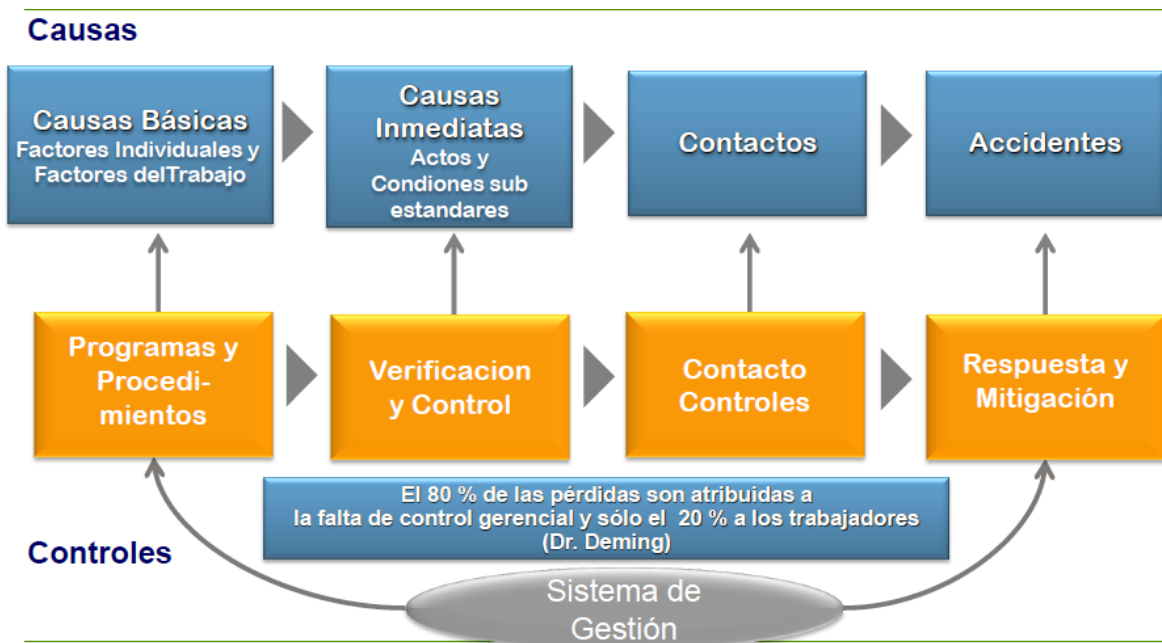 Causas
Causas Básicas
Factores Individuales y
Factores delTrabajo
Causas
Inmediatas
Actos y
Condiones sub
estandares
Contactos
Accidentes
Programas y
Procedi-
mientos
Verificacion
y Control
Contacto
Controles
Respuesta y
Mitigación
El 80 % de las pérdidas son atribuidas a
la falta de control gerencial y sólo el 20 % a los trabajadores
(Dr. Deming)
Controles
Sistema de
Gestión